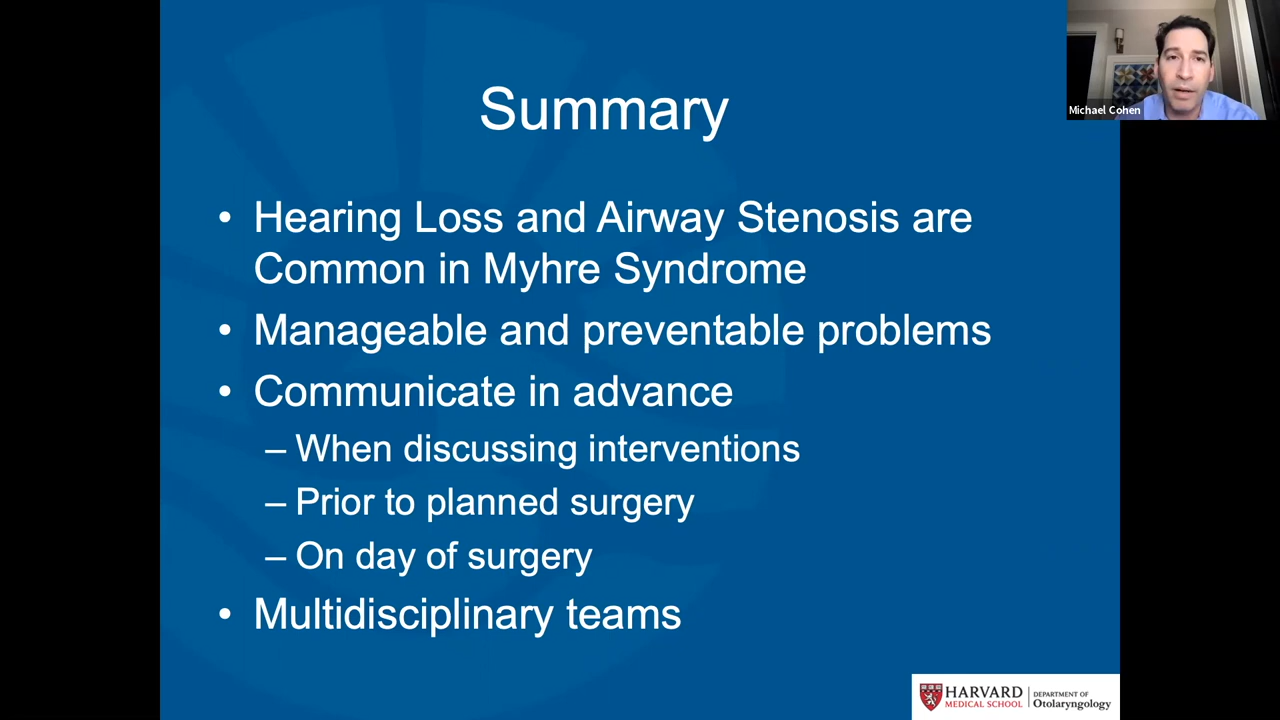 Michael Cohen
Summary
• Hearing Loss and Airway Stenosis are
Common in Myhre Syndrome
• Manageable and preventable problems
• Communicate in advance
– When discussing interventions
– Prior to planned surgery
– On day of surgery
• Multidisciplinary teams
HARVARD
MEDICAL SCHOOL
DEPARTMENT OF
Otolaryngology